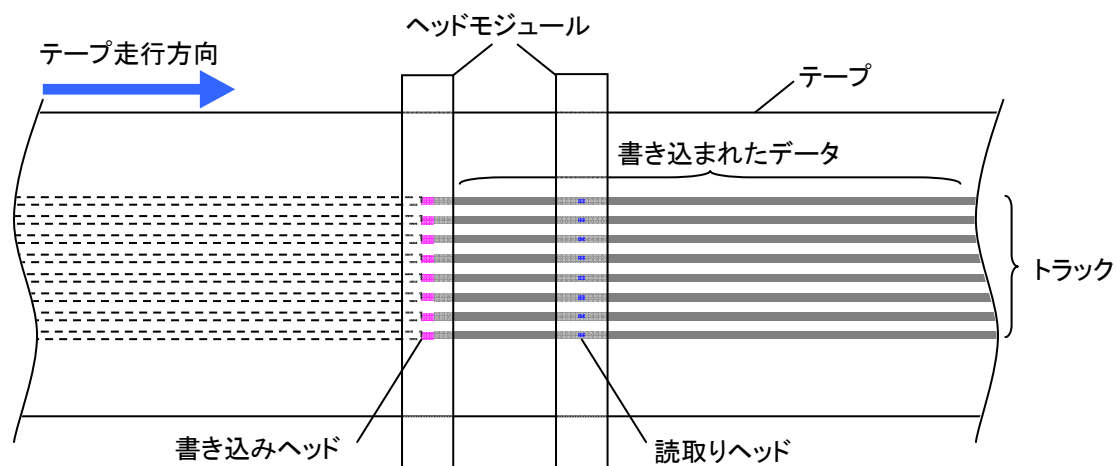 ヘッドモジュール
テープ走行方向
テープ
書き込まれたデータ
トラック
書き込みヘッド
読取りヘッド